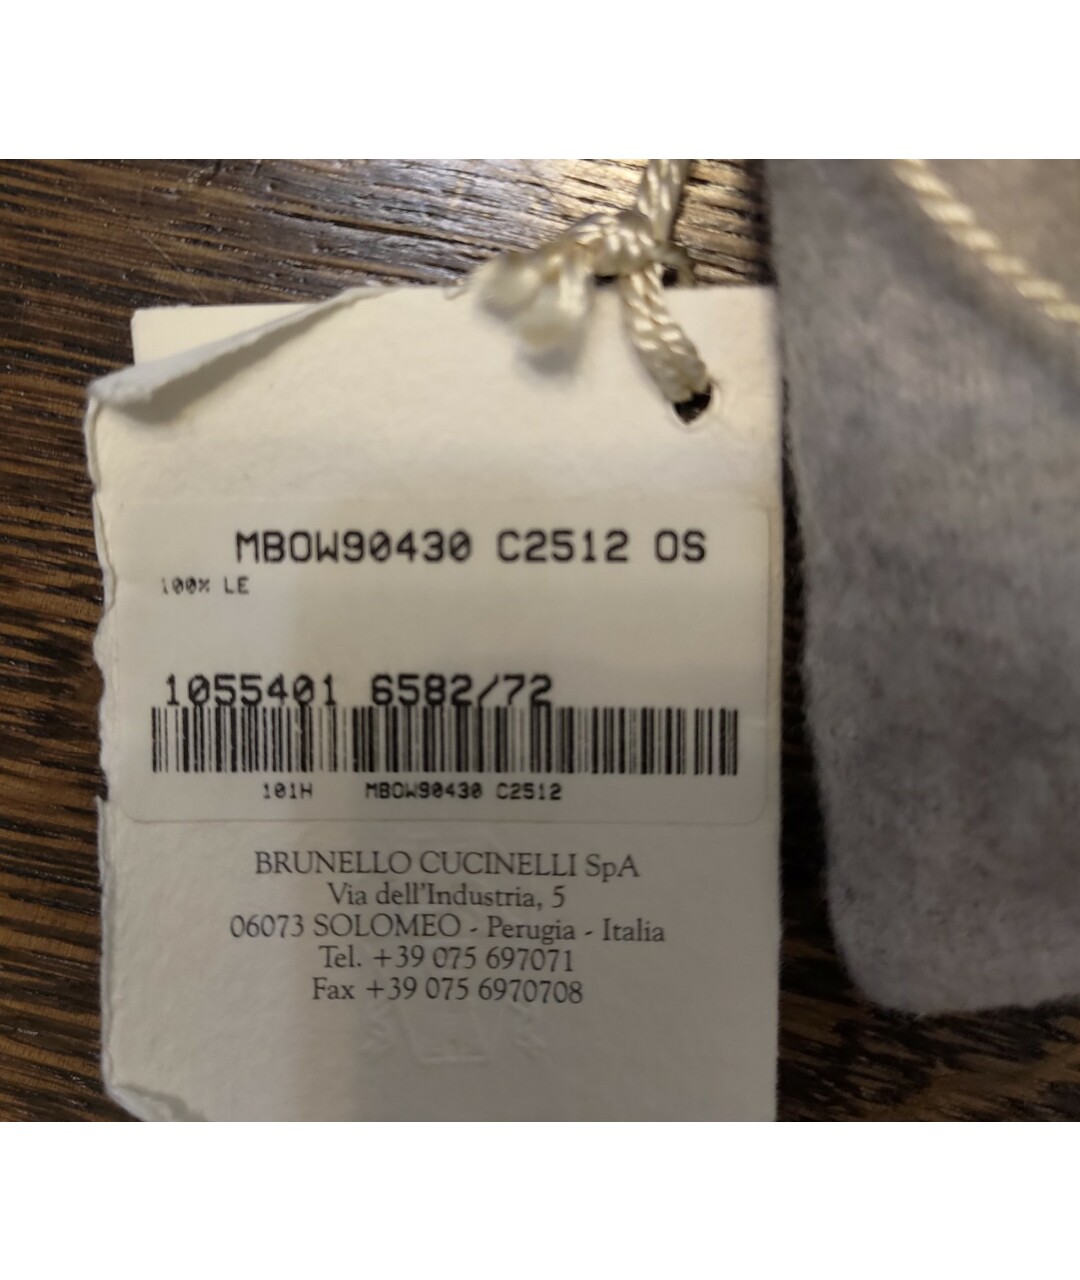 MBOW90430 C2512 OS
100% LE
1055401 6582/72
101H MBOW90430 C2512
BRUNELLO CUCINELLI SpA
Via dell'Industria, 5
06073 SOLOMEO - Perugia - Italia
Tel. +39 075 697071
Fax +39 075 6970708